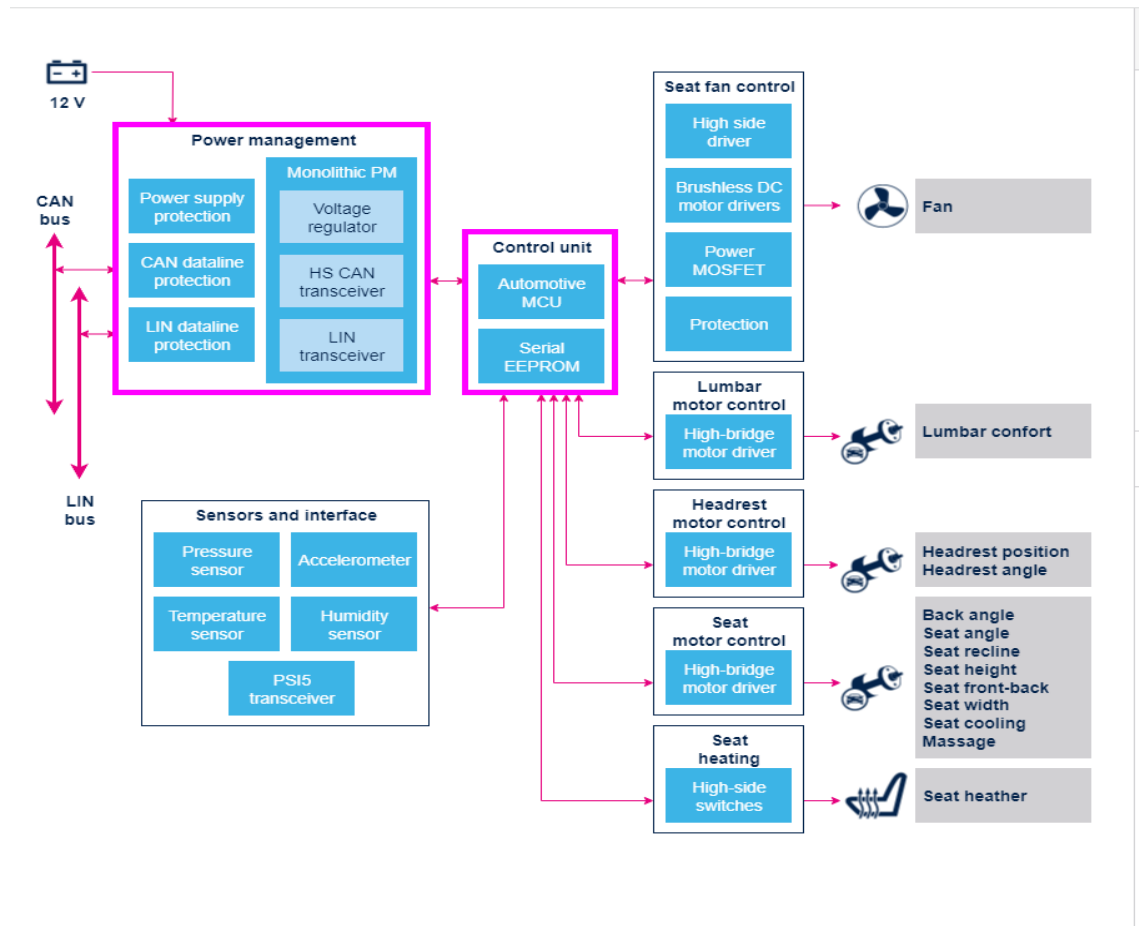 12 V
Power management
Power supply
protection
CAN dataline
protection
LIN dataline
protection
Monolithic PM
Voltage
regulator
HS CAN
transceiver
LIN
transceiver
CAN
bus
LIN
bus
Control unit
Automotive
MCU
Serial
EEPROM
Sensors and interface
Pressure
sensor
Accelerometer
Temperature
sensor
Humidity
sensor
PSI5
transceiver
Seat fan control
High side
driver
Brushless DC
motor drivers
Power
MOSFET
Protection
Fan
Lumbar
motor control
High-bridge
motor driver
Lumbar confort
Headrest
motor control
High-bridge
motor driver
Headrest position
Headrest angle
Seat
motor control
High-bridge
motor driver
Back angle
Seat angle
Seat recline
Seat height
Seat front-back
Seat width
Seat cooling
Massage
Seat
heating
High-side
switches
Seat heather